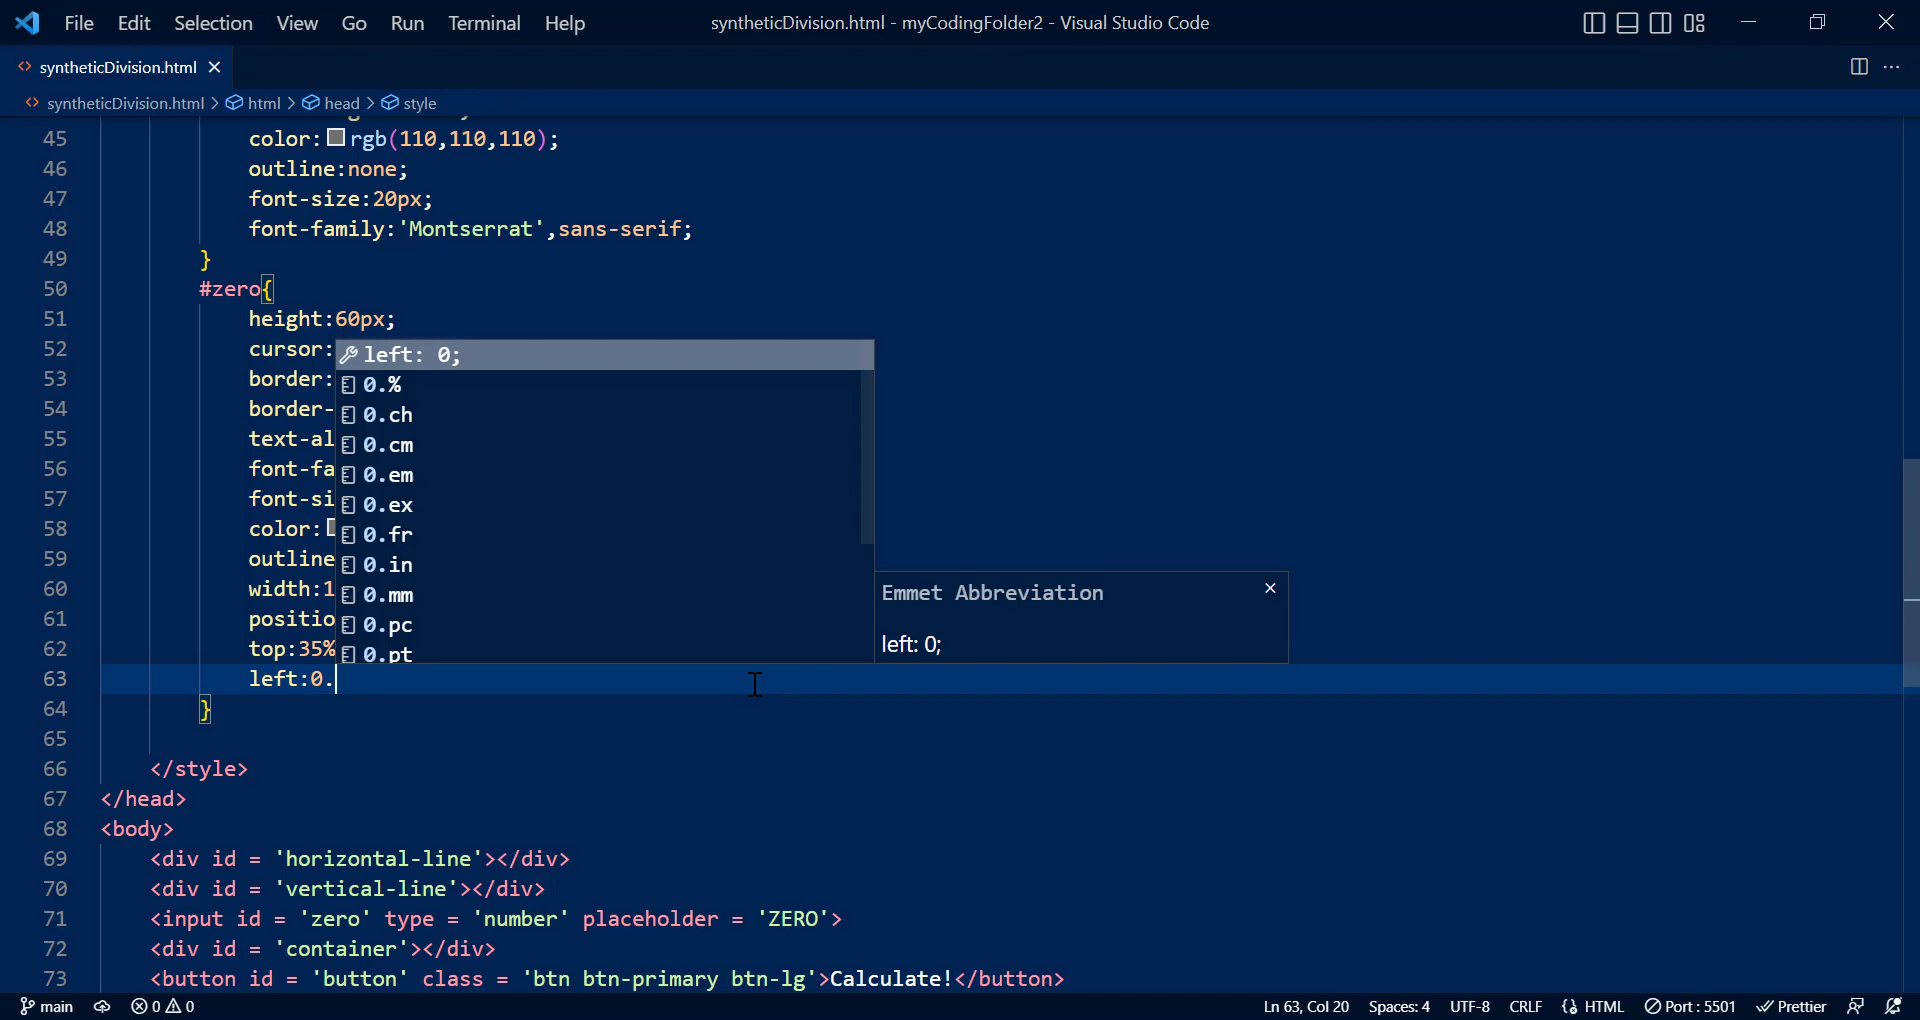 File Edit Selection View Go Run Terminal Help syntheticDivision.html - myCodingFolder2 - Visual Studio Code
syntheticDivision.html
syntheticDivision.html > html > head > style
45 color: rgb(110,110,110);
46 outline:none;
47 font-size:20px;
48 font-family:'Montserrat',sans-serif;
49 }
50 #zero{
51 height:60px;
52 cursor:
left: 0;
53 border:
0.%
54 border-
0.ch
55 text-al
0.cm
56 font-fa
0.em
57 font-si
0.ex
58 color:
0.fr
59 outline
0.in
60 width:1
0.mm
Emmet Abbreviation
61 positio
0.pc
62 top:35%
0.pt
left: 0;
63 left:0.
64 }
65
66 </style>
67 </head>
68 <body>
69 <div id = 'horizontal-line'></div>
70 <div id = 'vertical-line'></div>
71 <input id = 'zero' type = 'number' placeholder = 'ZERO'>
72 <div id = 'container'></div>
73 <button id = 'button' class = 'btn btn-primary btn-lg'>Calculate!</button>
main 0 0 Ln 63, Col 20 Spaces: 4 UTF-8 CRLF HTML Port : 5501 Prettier